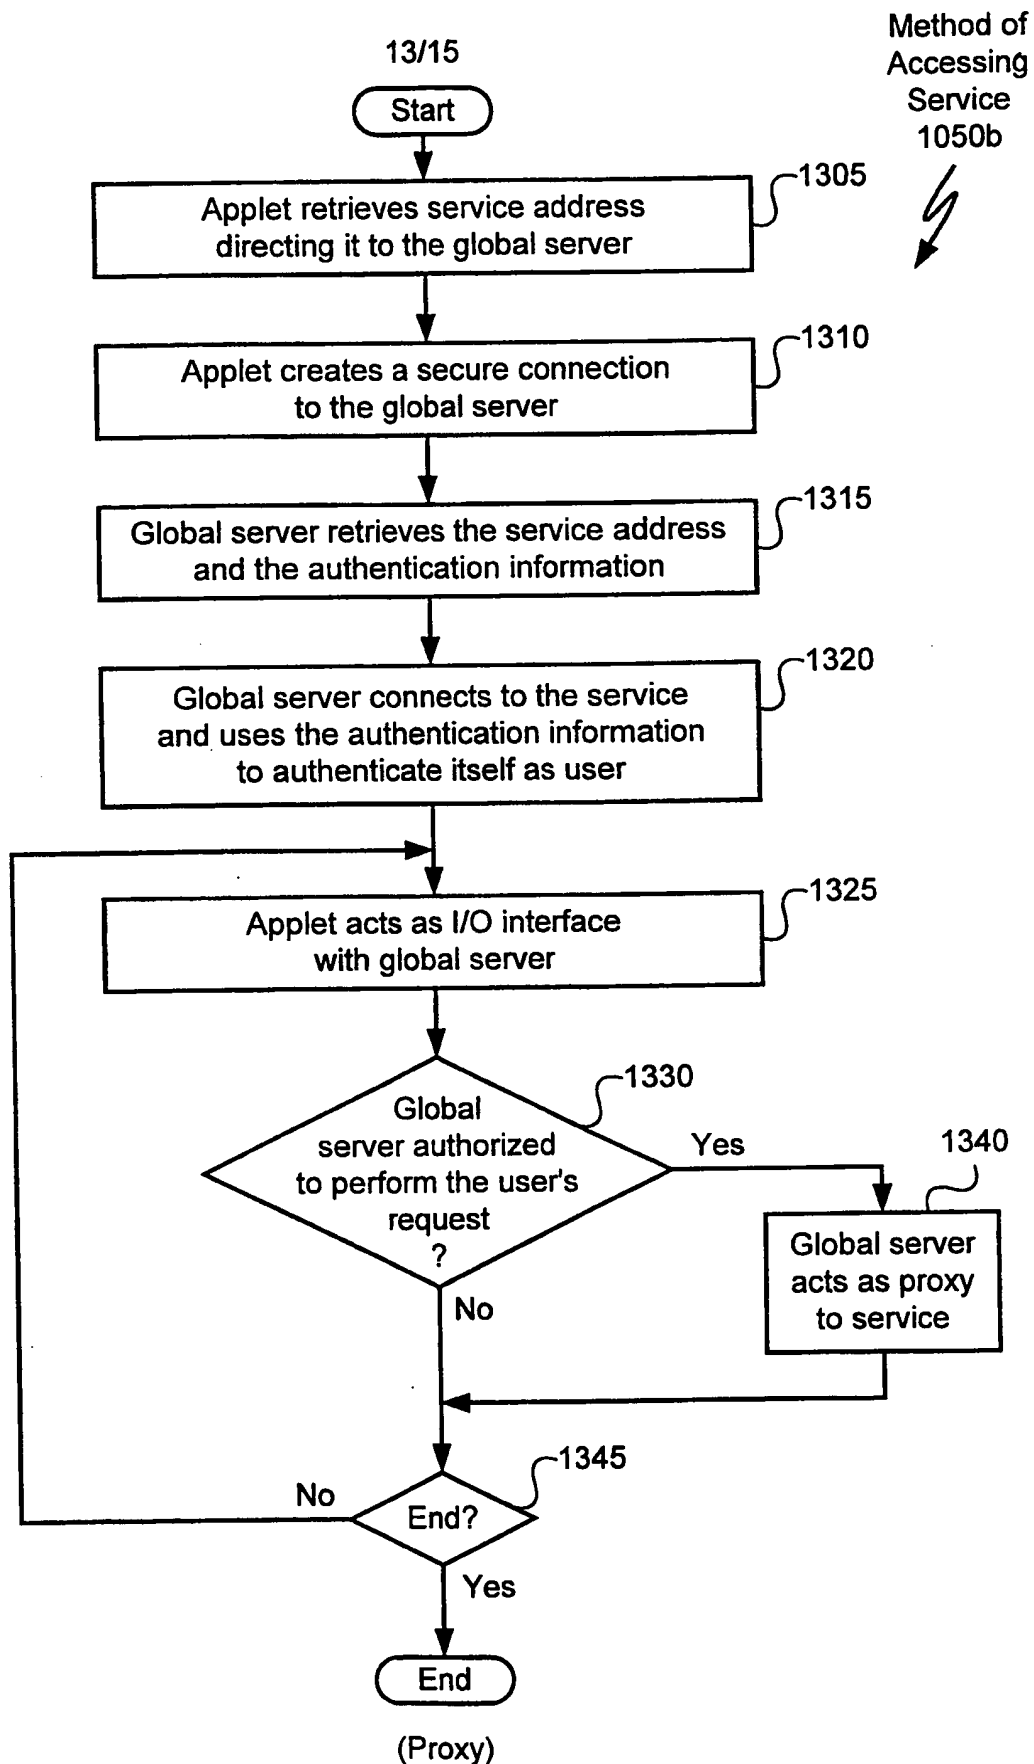 13/15
Method of
Accessing
Service
1050b
Start
1305
Applet retrieves service address
directing it to the global server
1310
Applet creates a secure connection
to the global server
1315
Global server retrieves the service address
and the authentication information
1320
Global server connects to the service
and uses the authentication information
to authenticate itself as user
1325
Applet acts as I/O interface
with global server
1330
Global
server authorized
to perform the user's
request
?
Yes
1340
Global server
acts as proxy
to service
No
1345
No
End?
Yes
End
(Proxy)